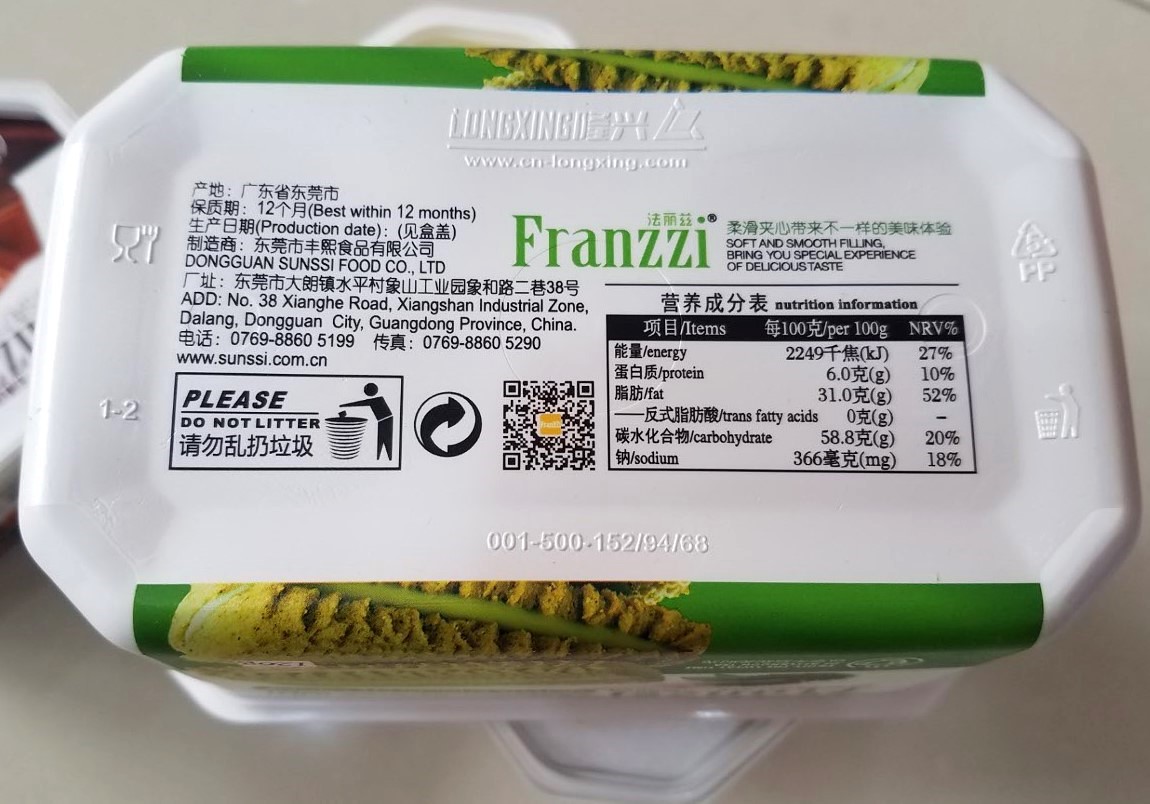 LONGXING隆兴
www.cn-longxing.com
产地：广东省东莞市
保质期：12个月(Best within 12 months)
生产日期(Production date)：(见盒盖)
制造商：东莞市丰熙食品有限公司
DONGGUAN SUNSSI FOOD CO., LTD
厂址：东莞市大朗镇水平村象山工业园象和路二巷38号
ADD: No. 38 Xianghe Road, Xiangshan Industrial Zone,
Dalang, Dongguan City, Guangdong Province, China.
电话：0769-8860 5199 传真：0769-8860 5290
www.sunssi.com.cn
PLEASE
DO NOT LITTER
请勿乱扔垃圾
法丽兹®
Franzzi
柔滑夹心带来不一样的美味体验
SOFT AND SMOOTH FILLING,
BRING YOU SPECIAL EXPERIENCE
OF DELICIOUS TASTE
营养成分表 nutrition information
项目/Items 每100克/per 100g NRV%
能量/energy 2249千焦(kJ) 27%
蛋白质/protein 6.0克(g) 10%
脂肪/fat 31.0克(g) 52%
——反式脂肪酸/trans fatty acids 0克(g) –
碳水化合物/carbohydrate 58.8克(g) 20%
钠/sodium 366毫克(mg) 18%
5
PP
1-2
001-500-152/94/68